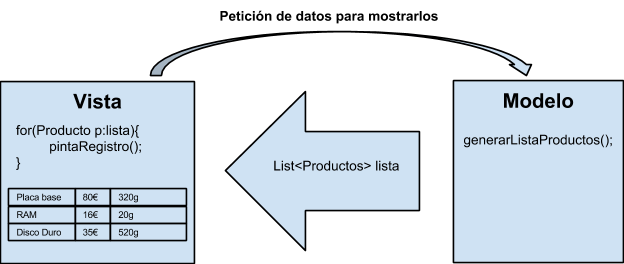 Petición de datos para mostrarlos
Vista
for(Producto p:lista){
pintaRegistro();
}
Placa base 80€ 320g
RAM 16€ 20g
Disco Duro 35€ 520g
List<Productos> lista
Modelo
generarListaProductos();